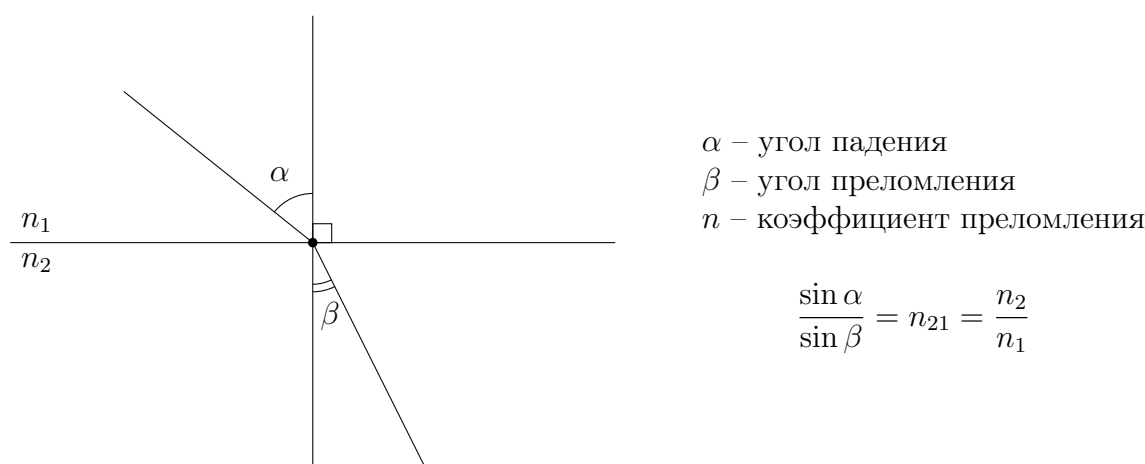 α
n₁
n₂
β
α – угол падения
β – угол преломления
n – коэффициент преломления
sin α / sin β = n₂₁ = n₂ / n₁